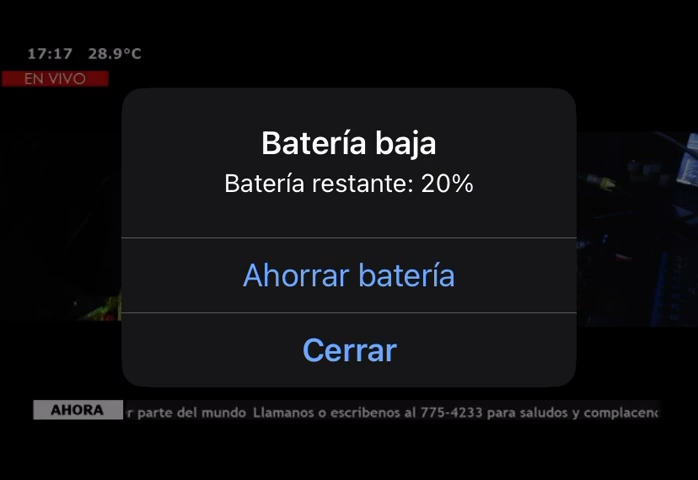 17:17 28.9°C
EN VIVO
Batería baja
Batería restante: 20%
Ahorrar batería
Cerrar
AHORA r parte del mundo Llamanos o escribenos al 775-4233 para saludos y complacenc